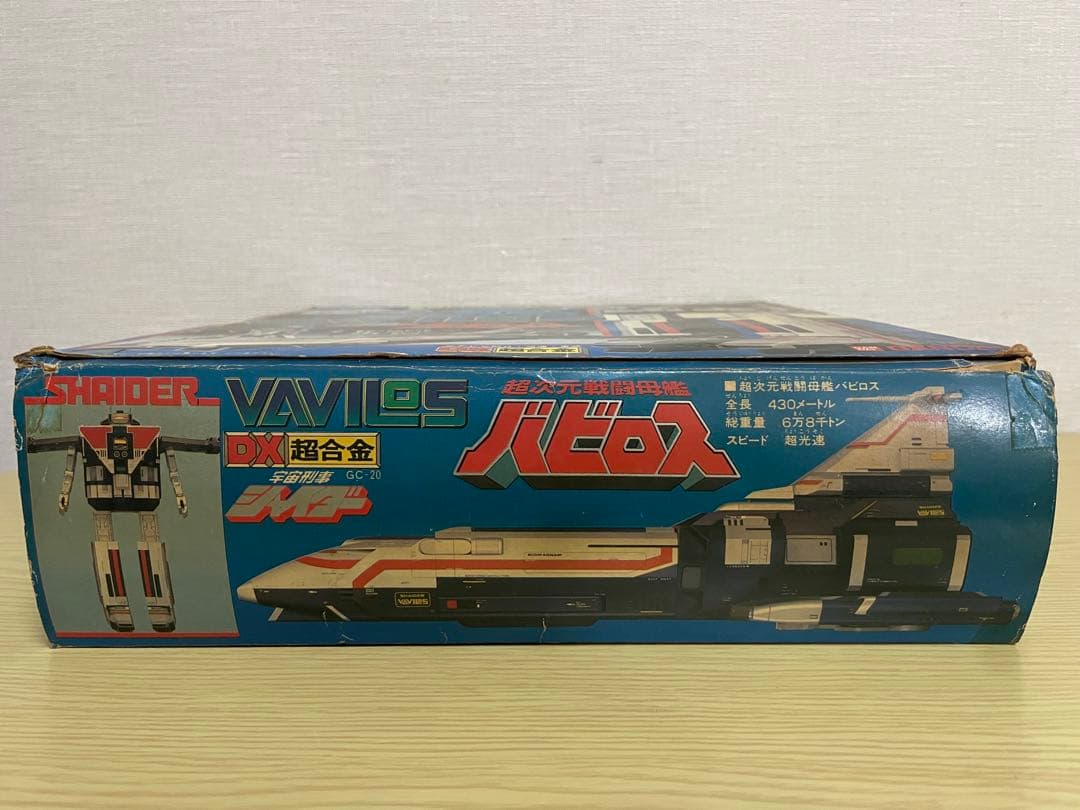 SHAIDER
VAVILOS
DX 超合金
宇宙刑事 GC-20
シャイダー
超次元戦闘母艦
バビロス
■超次元戦闘母艦バビロス
全長 430メートル
総重量 6万8千トン
スピード 超光速
SHAIDER
VAVILOS
VAVILOS